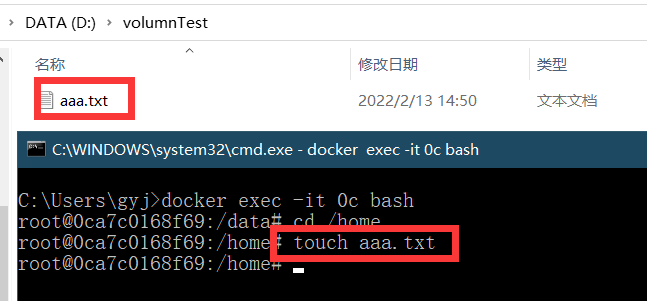 DATA (D:) > volumnTest
名称 修改日期 类型
aaa.txt 2022/2/13 14:50 文本文档
C:\WINDOWS\system32\cmd.exe - docker exec -it 0c bash
C:\Users\gyj>docker exec -it 0c bash
root@0ca7c0168f69:/data# cd /home
root@0ca7c0168f69:/home# touch aaa.txt
root@0ca7c0168f69:/home#